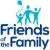 Friends
of the Family